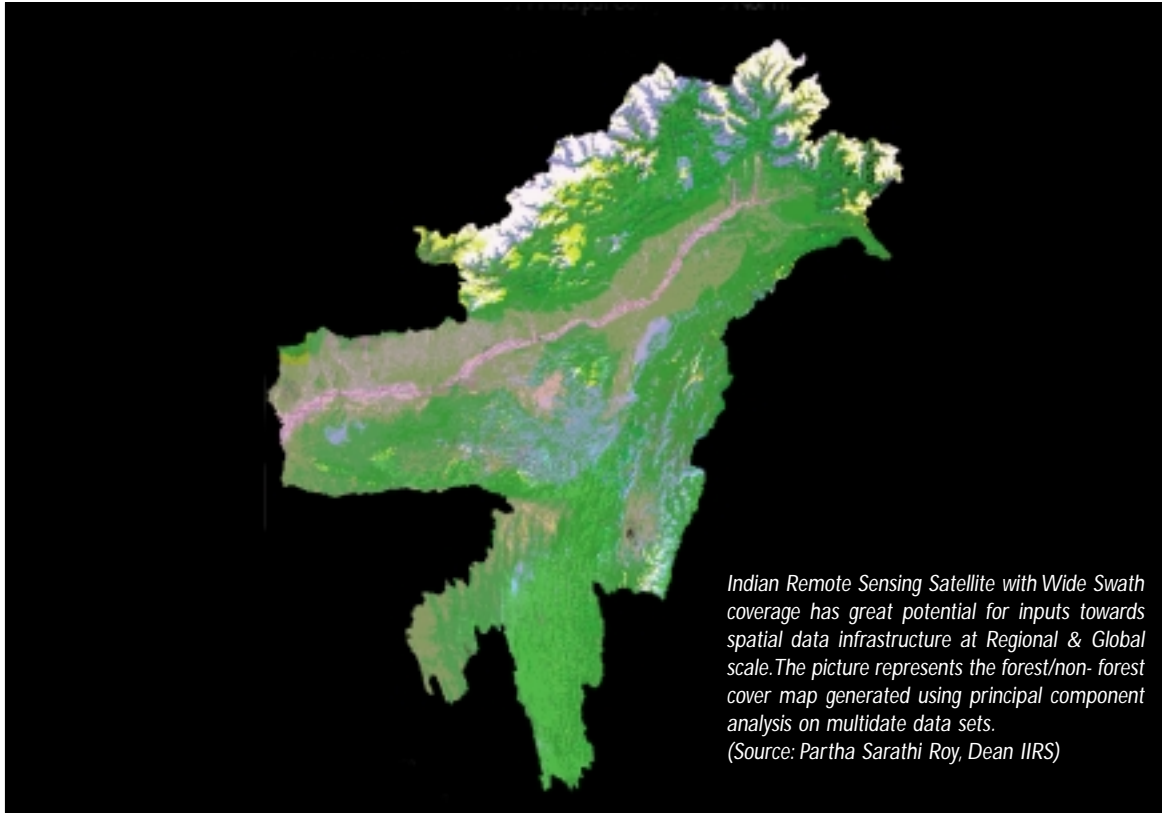 Indian Remote Sensing Satellite with Wide Swath
coverage has great potential for inputs towards
spatial data infrastructure at Regional & Global
scale. The picture represents the forest/non- forest
cover map generated using principal component
analysis on multidate data sets.
(Source: Partha Sarathi Roy, Dean IIRS)